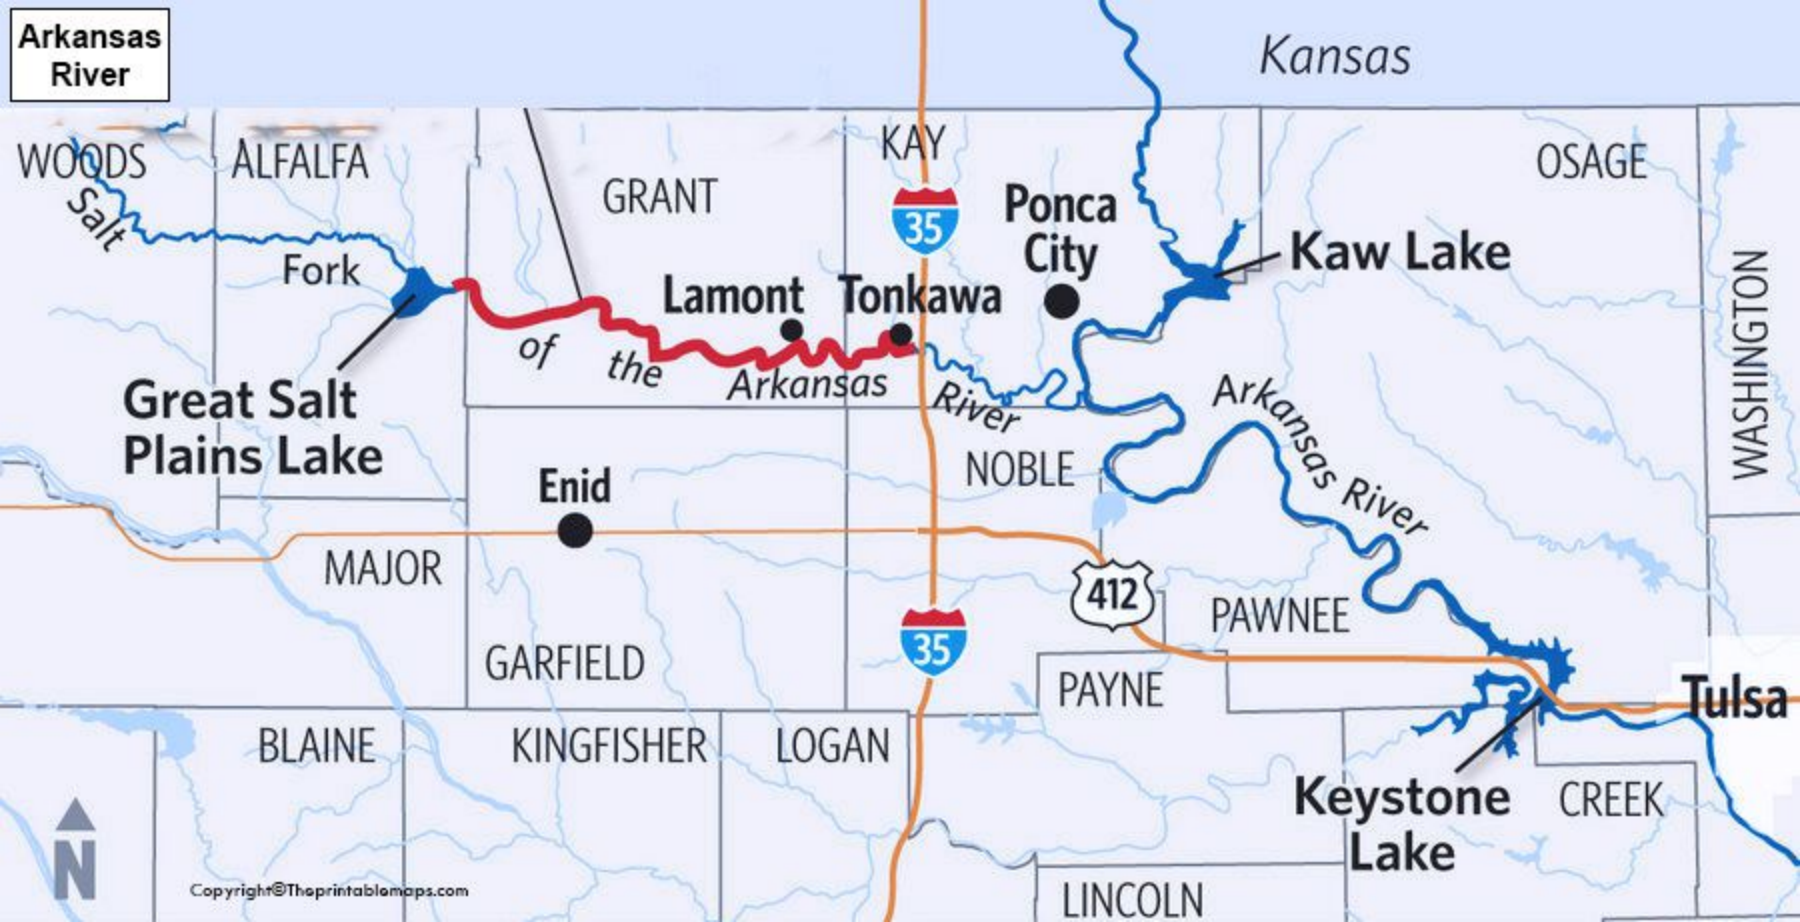 Arkansas
River
Kansas
WOODS
ALFALFA
GRANT
KAY
OSAGE
35
Ponca
City
Kaw Lake
Salt
Fork
of the
Arkansas
River
Lamont
Tonkawa
WASHINGTON
Great Salt
Plains Lake
Arkansas River
Enid
NOBLE
MAJOR
412
PAWNEE
35
GARFIELD
PAYNE
Tulsa
BLAINE
KINGFISHER
LOGAN
Keystone
Lake
CREEK
N
Copyright©Theprintablemaps.com
LINCOLN